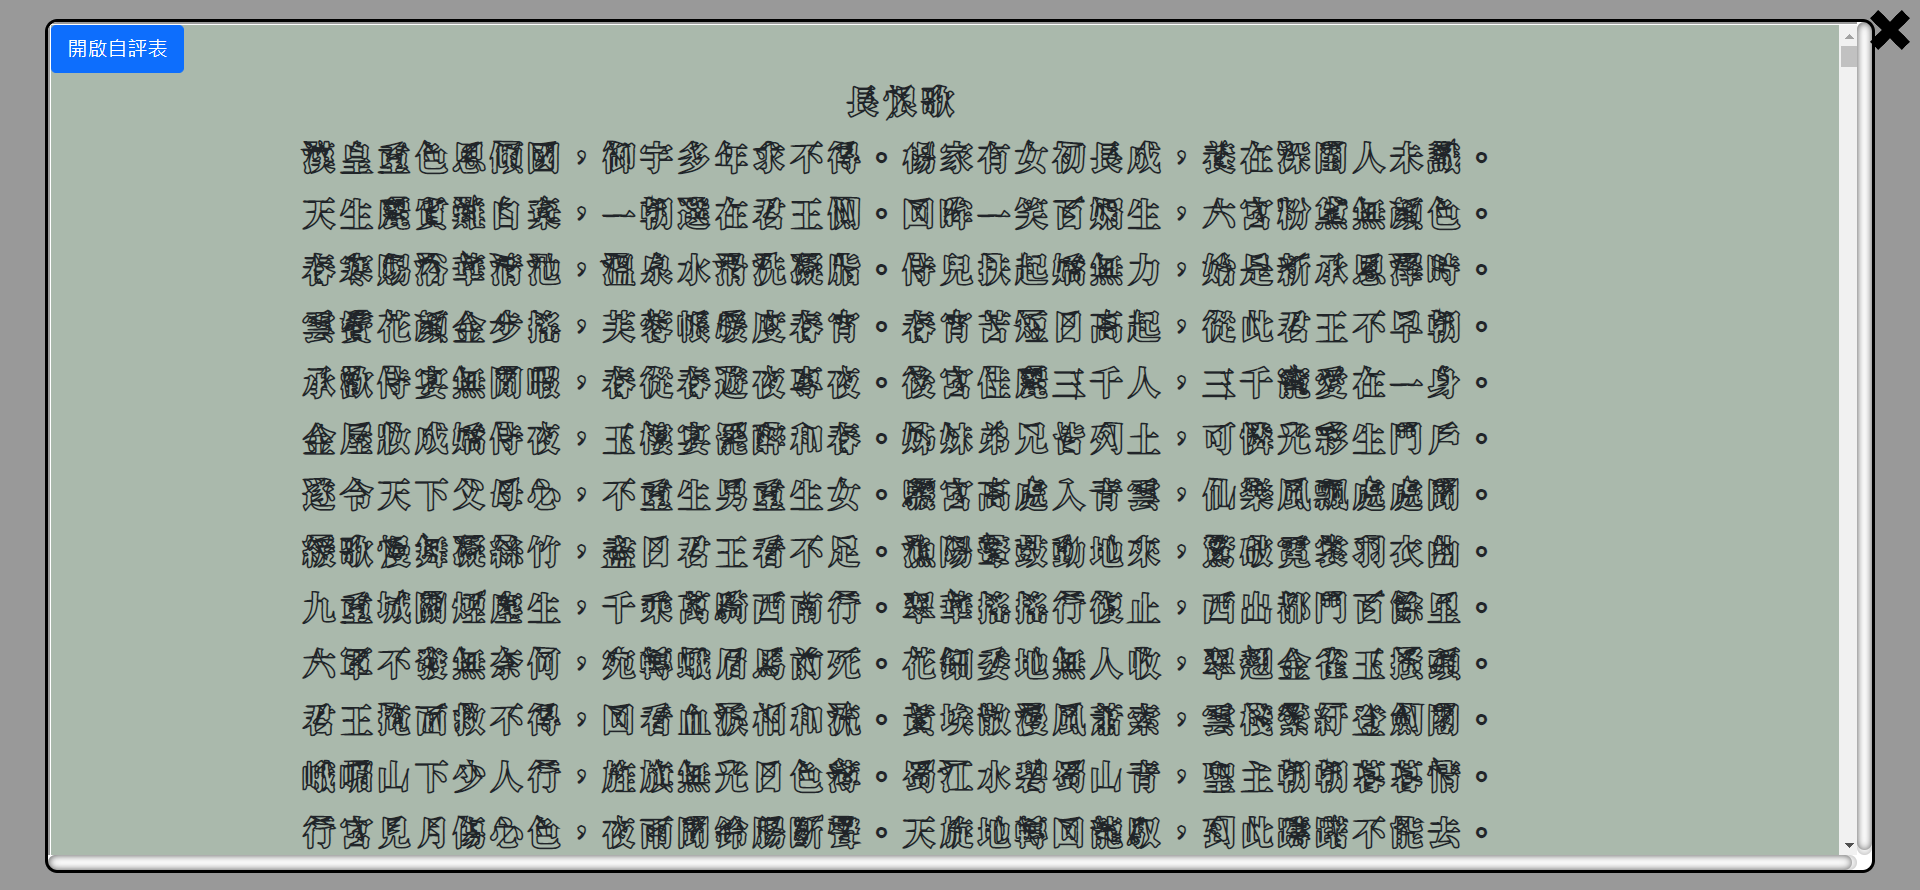 開啟自評表
長恨歌
漢皇重色思傾國，御宇多年求不得。楊家有女初長成，養在深閨人未識。
天生麗質難自棄，一朝選在君王側。回眸一笑百媚生，六宮粉黛無顏色。
春寒賜浴華清池，溫泉水滑洗凝脂。侍兒扶起嬌無力，始是新承恩澤時。
雲鬢花顏金步搖，芙蓉帳暖度春宵。春宵苦短日高起，從此君王不早朝。
承歡侍宴無閒暇，春從春遊夜專夜。後宮佳麗三千人，三千寵愛在一身。
金屋妝成嬌侍夜，玉樓宴罷醉和春。姊妹弟兄皆列土，可憐光彩生門戶。
遂令天下父母心，不重生男重生女。驪宮高處入青雲，仙樂風飄處處聞。
緩歌慢舞凝絲竹，盡日君王看不足。漁陽鼙鼓動地來，驚破霓裳羽衣曲。
九重城闕煙塵生，千乘萬騎西南行。翠華搖搖行復止，西出都門百餘里。
六軍不發無奈何，宛轉蛾眉馬前死。花鈿委地無人收，翠翹金雀玉搔頭。
君王掩面救不得，回看血淚相和流。黃埃散漫風蕭索，雲棧縈紆登劍閣。
峨嵋山下少人行，旌旗無光日色薄。蜀江水碧蜀山青，聖主朝朝暮暮情。
行宮見月傷心色，夜雨聞鈴腸斷聲。天旋地轉回龍馭，到此躊躇不能去。